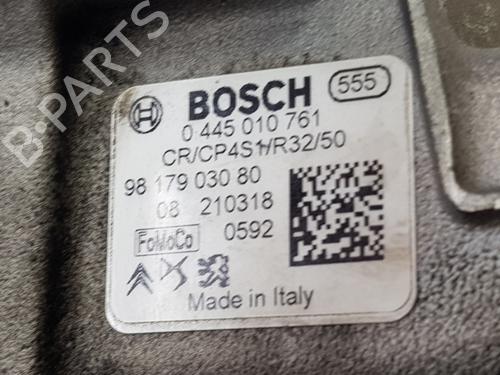 B-PARTS
BOSCH 555
0 445 010 761
CR/CP4S1/R32/50
98 179 030 80
08 210318
FoMoCo 0592
Made in Italy